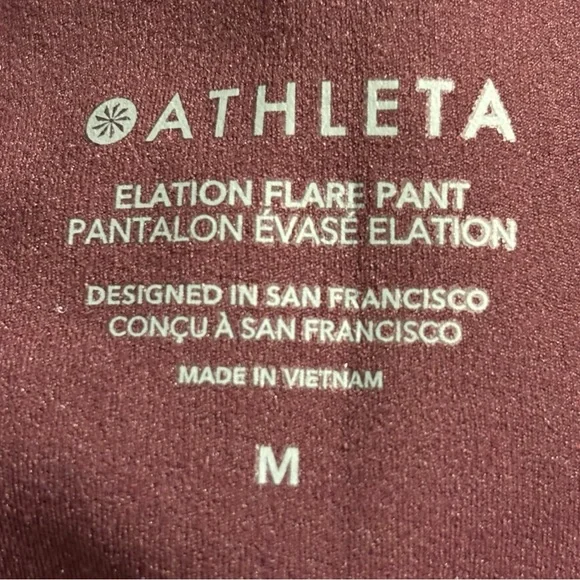 ATHLETA
ELATION FLARE PANT
PANTALON ÉVASÉ ELATION
DESIGNED IN SAN FRANCISCO
CONÇU À SAN FRANCISCO
MADE IN VIETNAM
M